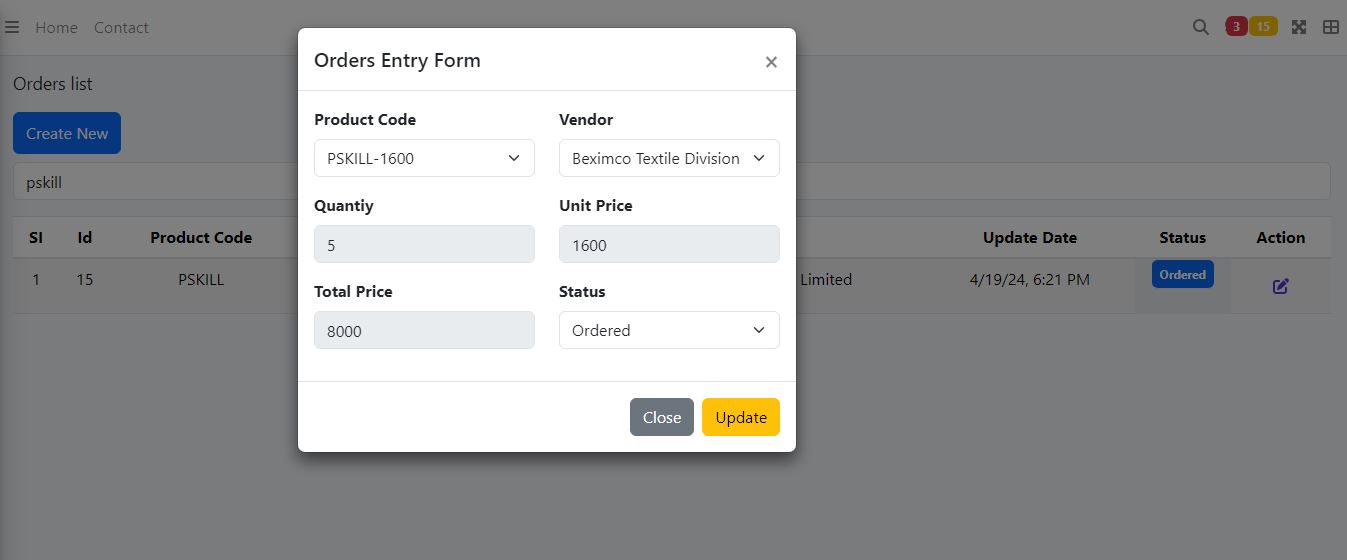 Home Contact 3 15
Orders list
Create New
pskill
SI Id Product Code Update Date Status Action
1 15 PSKILL Limited 4/19/24, 6:21 PM Ordered
Orders Entry Form ×
Product Code Vendor
PSKILL-1600 Beximco Textile Division
Quantiy Unit Price
5 1600
Total Price Status
8000 Ordered
Close Update